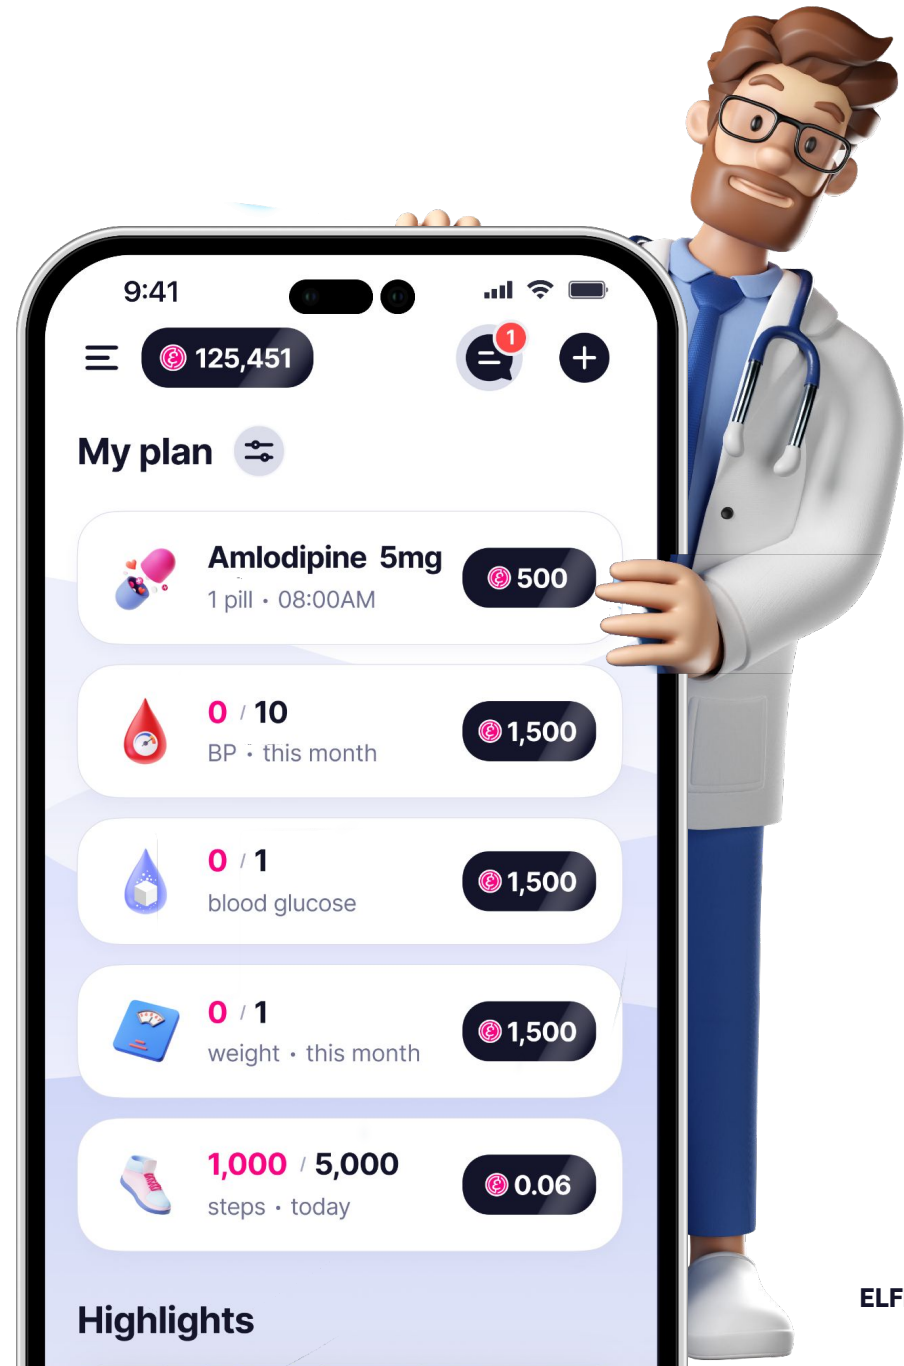 9:41
125,451
1
My plan
Amlodipine 5mg
1 pill • 08:00AM
500
0 / 10
BP • this month
1,500
0 / 1
blood glucose
1,500
0 / 1
weight • this month
1,500
1,000 / 5,000
steps • today
0.06
Highlights
ELF